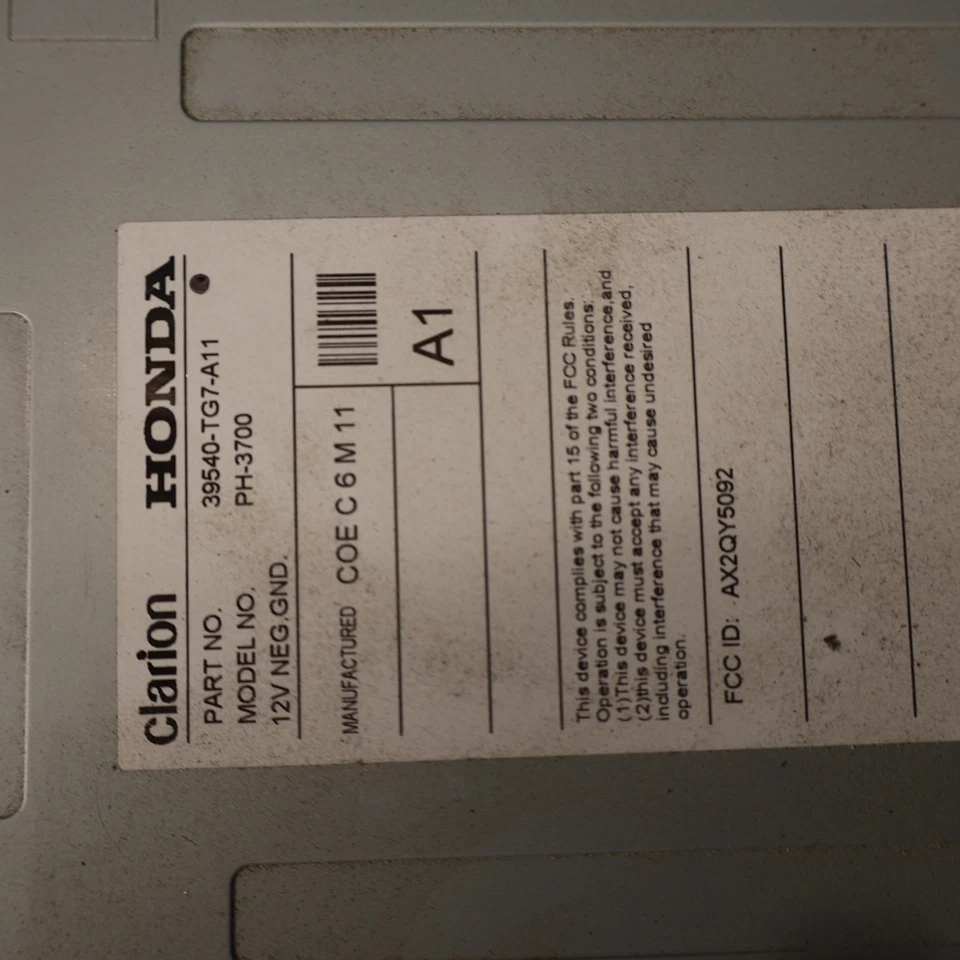 Clarion HONDA
PART NO. 39540-TG7-A11
MODEL NO. PH-3700
12V NEG.GND.
MANUFACTURED COE C 6 M 11
A1
This device complies with part 15 of the FCC Rules.
Operation is subject to the following two conditions:
(1)This device may not cause harmful interference,and
(2)this device must accept any interference received,
including interference that may cause undesired
operation.
FCC ID: AX2QY5092